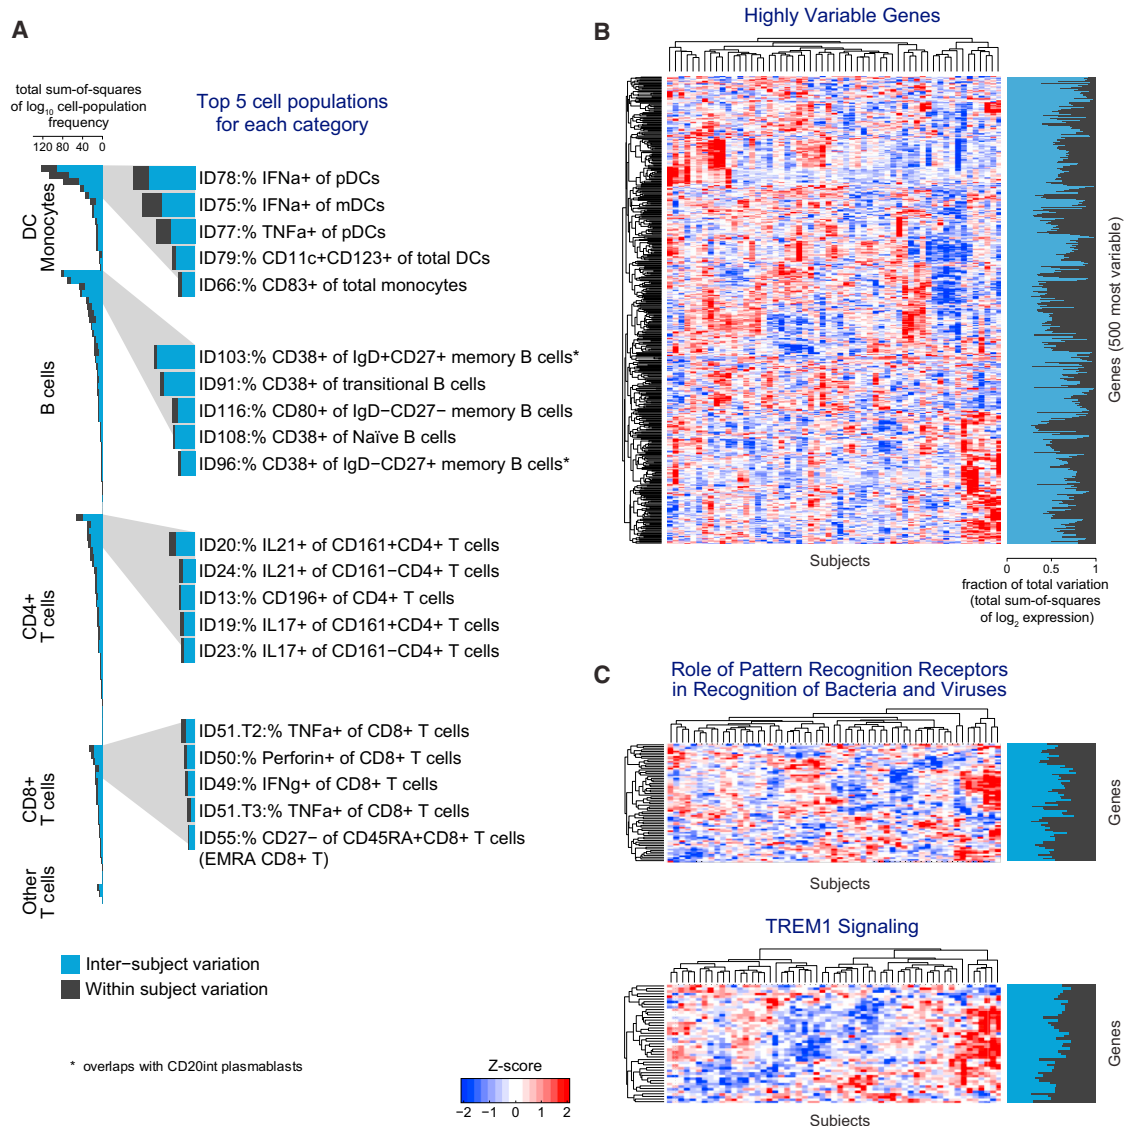 A
total sum-of-squares
of log10 cell-population
frequency
120 80 40 0
Top 5 cell populations
for each category
DC
Monocytes
ID78:% IFNa+ of pDCs
ID75:% IFNa+ of mDCs
ID77:% TNFa+ of pDCs
ID79:% CD11c+CD123+ of total DCs
ID66:% CD83+ of total monocytes
B cells
ID103:% CD38+ of IgD+CD27+ memory B cells*
ID91:% CD38+ of transitional B cells
ID116:% CD80+ of IgD−CD27− memory B cells
ID108:% CD38+ of Naïve B cells
ID96:% CD38+ of IgD−CD27+ memory B cells*
CD4+
T cells
ID20:% IL21+ of CD161+CD4+ T cells
ID24:% IL21+ of CD161−CD4+ T cells
ID13:% CD196+ of CD4+ T cells
ID19:% IL17+ of CD161+CD4+ T cells
ID23:% IL17+ of CD161−CD4+ T cells
CD8+
T cells
ID51.T2:% TNFa+ of CD8+ T cells
ID50:% Perforin+ of CD8+ T cells
ID49:% IFNg+ of CD8+ T cells
ID51.T3:% TNFa+ of CD8+ T cells
ID55:% CD27− of CD45RA+CD8+ T cells
(EMRA CD8+ T)
Other
T cells
Inter−subject variation
Within subject variation
* overlaps with CD20int plasmablasts
Z-score
−2 −1 0 1 2
B
Highly Variable Genes
Genes (500 most variable)
Subjects
0 0.5 1
fraction of total variation
(total sum-of-squares
of log2 expression)
C
Role of Pattern Recognition Receptors
in Recognition of Bacteria and Viruses
Genes
Subjects
TREM1 Signaling
Genes
Subjects